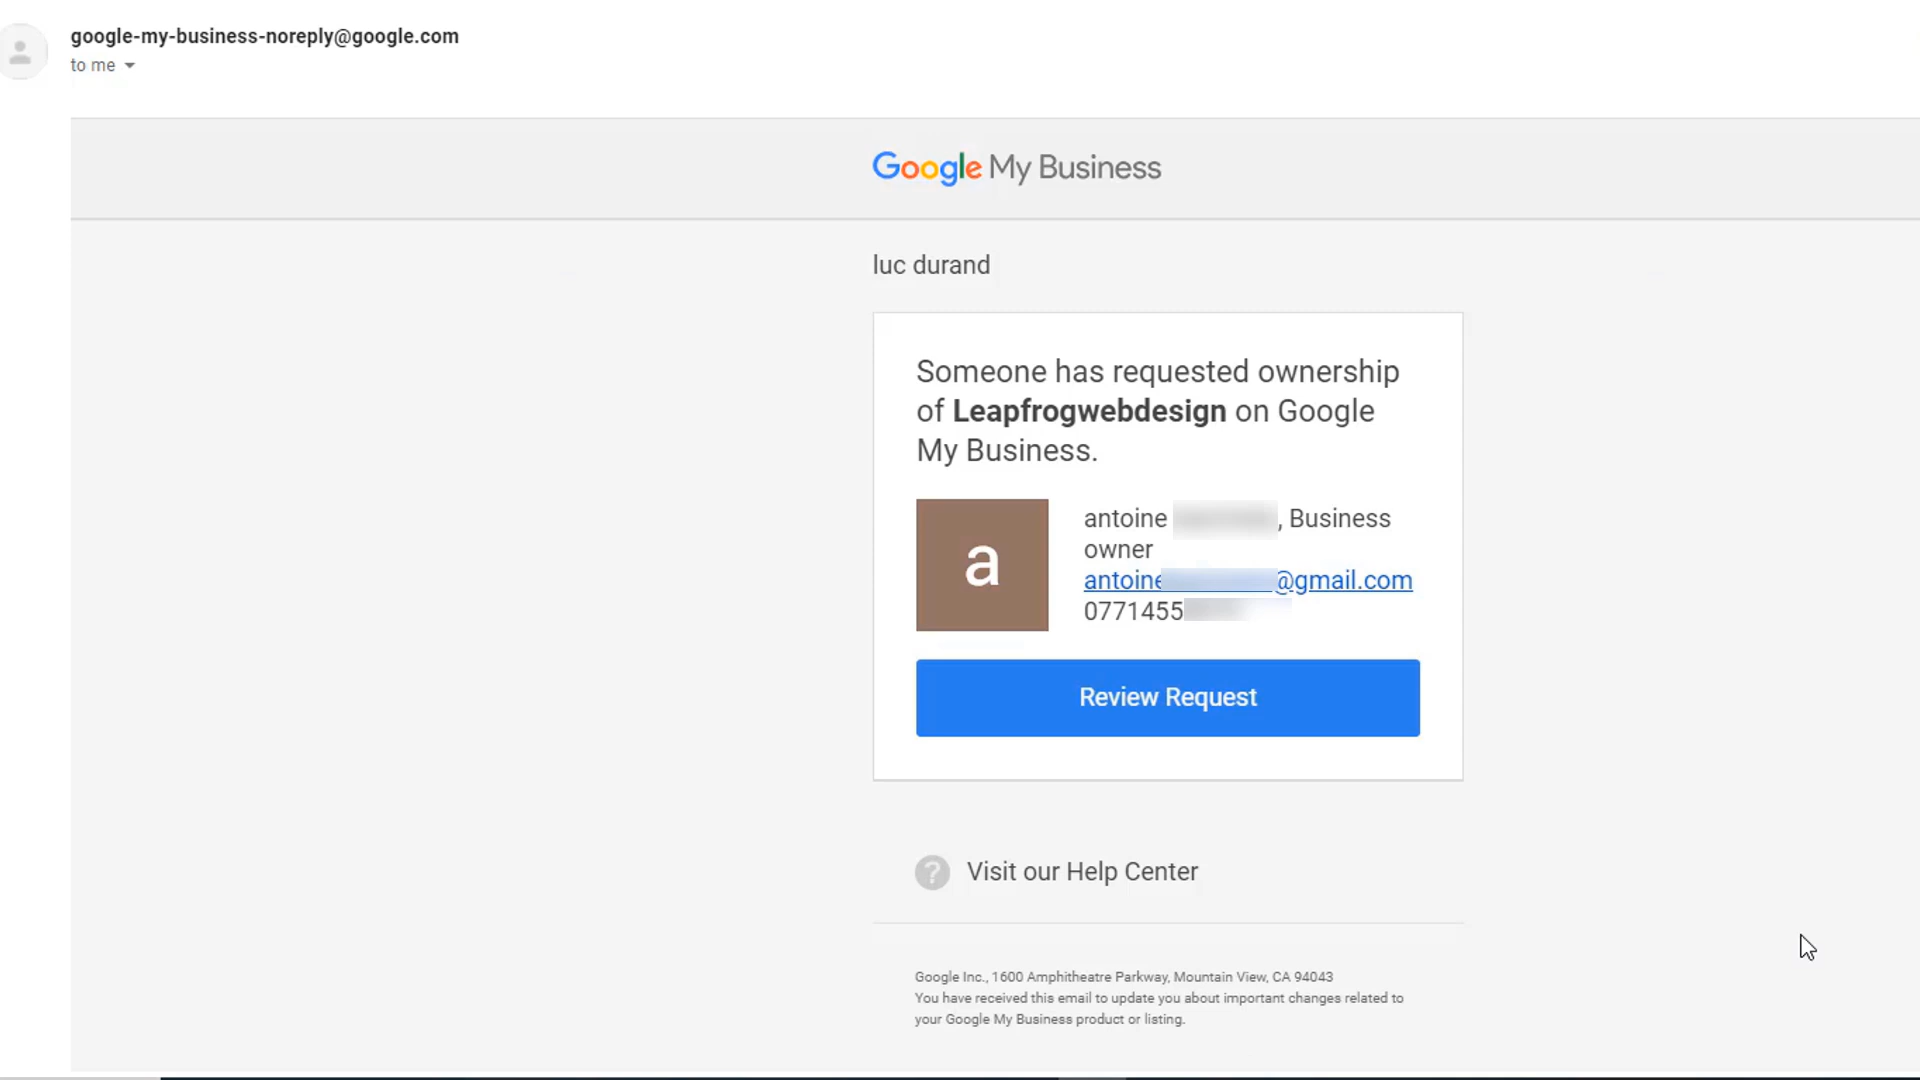 google-my-business-noreply@google.com
to me
Google My Business
luc durand
Someone has requested ownership
of Leapfrogwebdesign on Google
My Business.
a
antoine , Business
owner
antoine @gmail.com
0771455
Review Request
? Visit our Help Center
Google Inc., 1600 Amphitheatre Parkway, Mountain View, CA 94043
You have received this email to update you about important changes related to
your Google My Business product or listing.